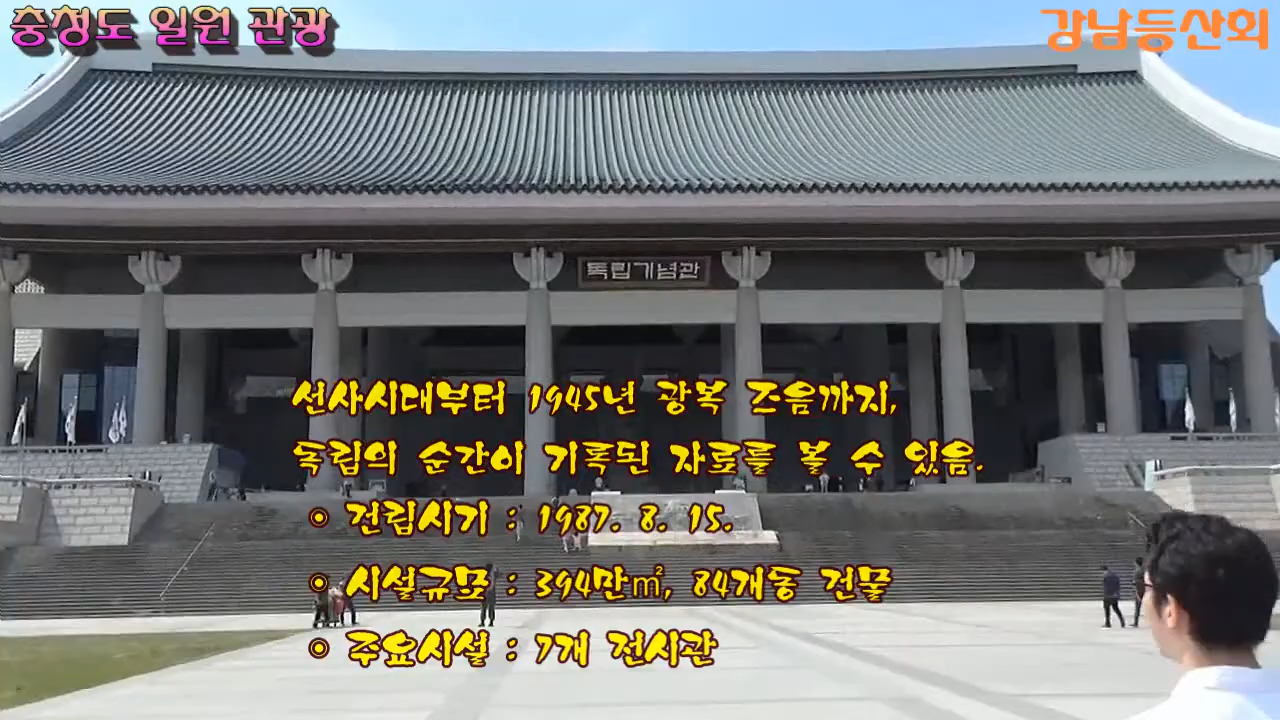 충청도 일원 관광
강남등산회
독립기념관
선사시대부터 1945년 광복 즈음까지,
독립의 순간이 기록된 자료를 볼 수 있음.
◉ 건립시기 : 1987. 8. 15.
◉ 시설규모 : 394만㎡, 84개동 건물
◉ 주요시설 : 7개 전시관